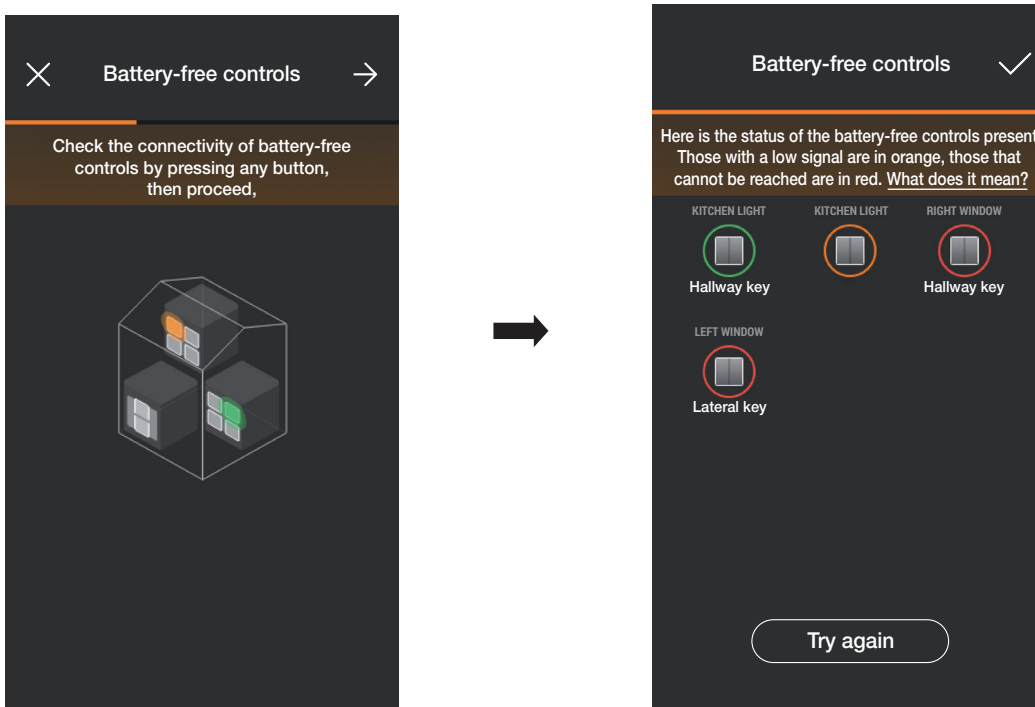 Battery-free controls
Check the connectivity of battery-free
controls by pressing any button,
then proceed,
Battery-free controls
Here is the status of the battery-free controls present
Those with a low signal are in orange, those that
cannot be reached are in red. What does it mean?
KITCHEN LIGHT KITCHEN LIGHT RIGHT WINDOW
Hallway key Hallway key
LEFT WINDOW
Lateral key
Try again